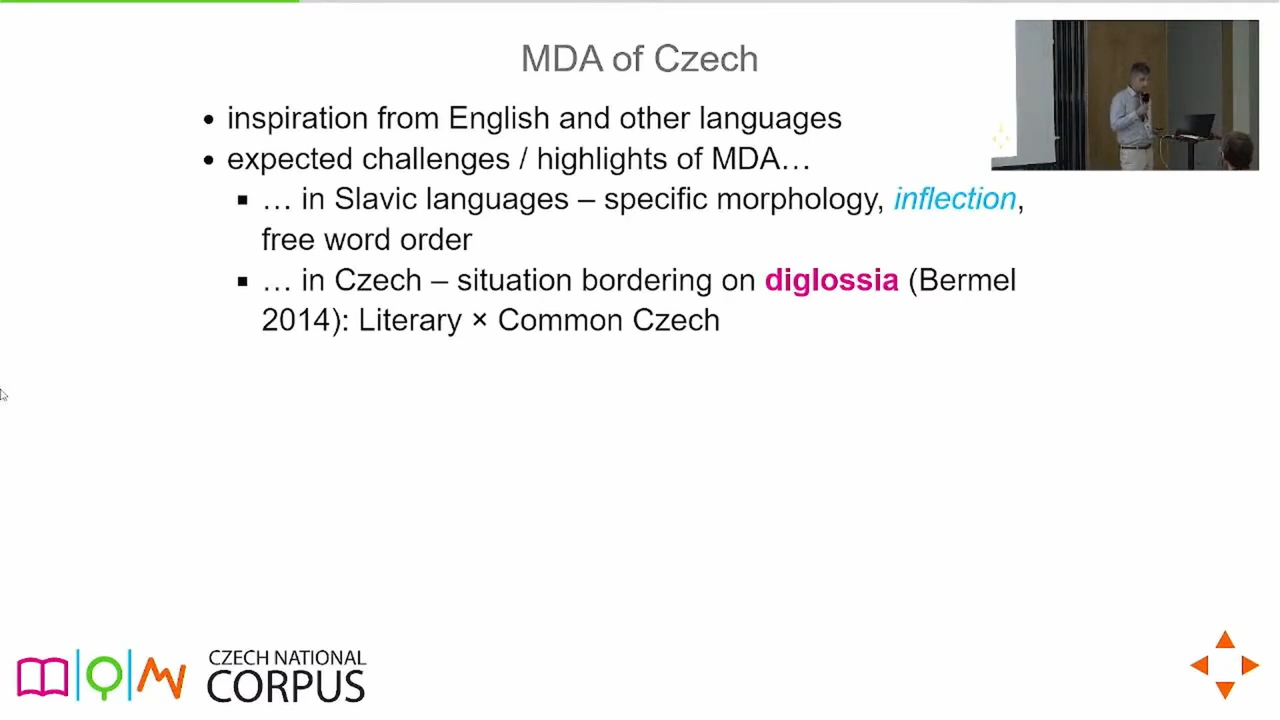 MDA of Czech
• inspiration from English and other languages
• expected challenges / highlights of MDA…
▪ … in Slavic languages – specific morphology, inflection,
free word order
▪ … in Czech – situation bordering on diglossia (Bermel
2014): Literary × Common Czech
CZECH NATIONAL
CORPUS